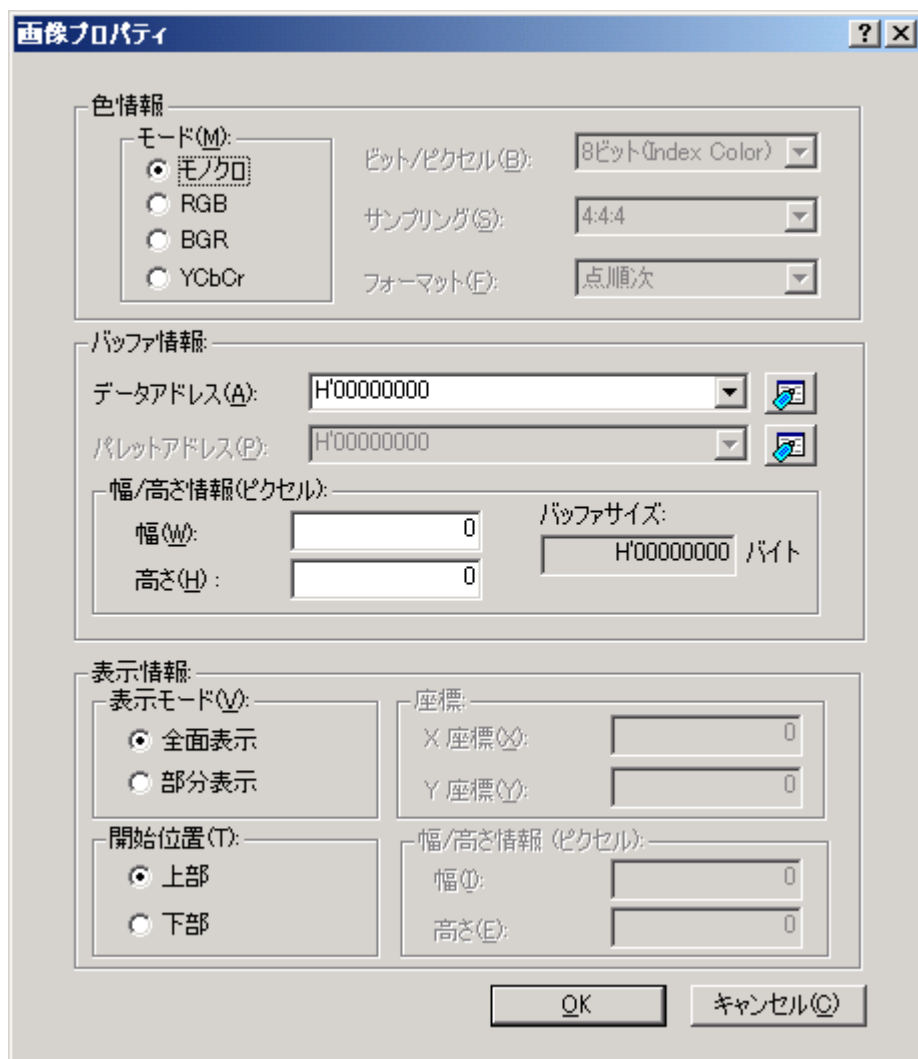 画像プロパティ
色情報
モード(M):
モノクロ
RGB
BGR
YCbCr
ビット/ピクセル(B):
8ビット(Index Color)
サンプリング(S):
4:4:4
フォーマット(F):
点順次
バッファ情報:
データアドレス(A):
H'00000000
パレットアドレス(P):
H'00000000
幅/高さ情報(ピクセル):
幅(W):
0
高さ(H) :
0
バッファサイズ:
H'00000000 バイト
表示情報:
表示モード(V):
全面表示
部分表示
座標:
X 座標(X):
0
Y 座標(Y):
0
開始位置(T):
上部
下部
幅/高さ情報 (ピクセル):
幅(I):
0
高さ(E):
0
OK
キャンセル(C)